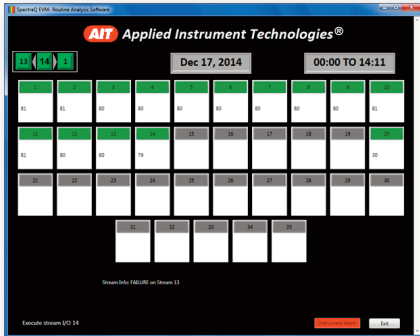 SpectraQ EVM- Routine Analysis Software
AIT Applied Instrument Technologies®
13 14 1 Dec 17, 2014 00:00 TO 14:11
1 2 3 4 5 6 7 8 9 10
81 81 80 80 80 80 80 80 80 81
11 12 13 14 15 16 17 18 19 20
81 80 80 79 30
21 22 23 24 25 26 27 28 29 30
31 32 33 34 35
Stream Info: FAILURE on Stream 13
Execute stream I/O 14 Instrument Alarm Exit